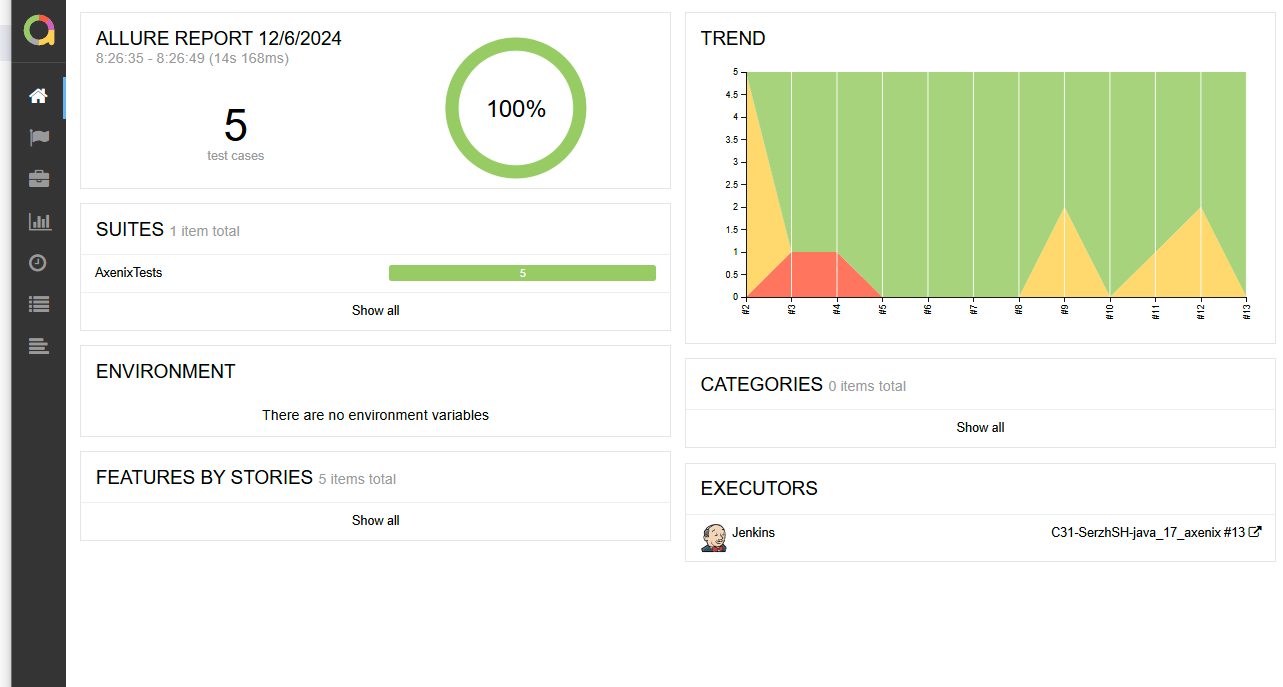 ALLURE REPORT 12/6/2024
8:26:35 - 8:26:49 (14s 168ms)
5
test cases
100%
SUITES 1 item total
AxenixTests 5
Show all
ENVIRONMENT
There are no environment variables
FEATURES BY STORIES 5 items total
Show all
TREND
5
4.5
4
3.5
3
2.5
2
1.5
1
0.5
0
#2 #3 #4 #5 #6 #7 #8 #9 #10 #11 #12 #13
CATEGORIES 0 items total
Show all
EXECUTORS
Jenkins C31-SerzhSH-java_17_axenix #13